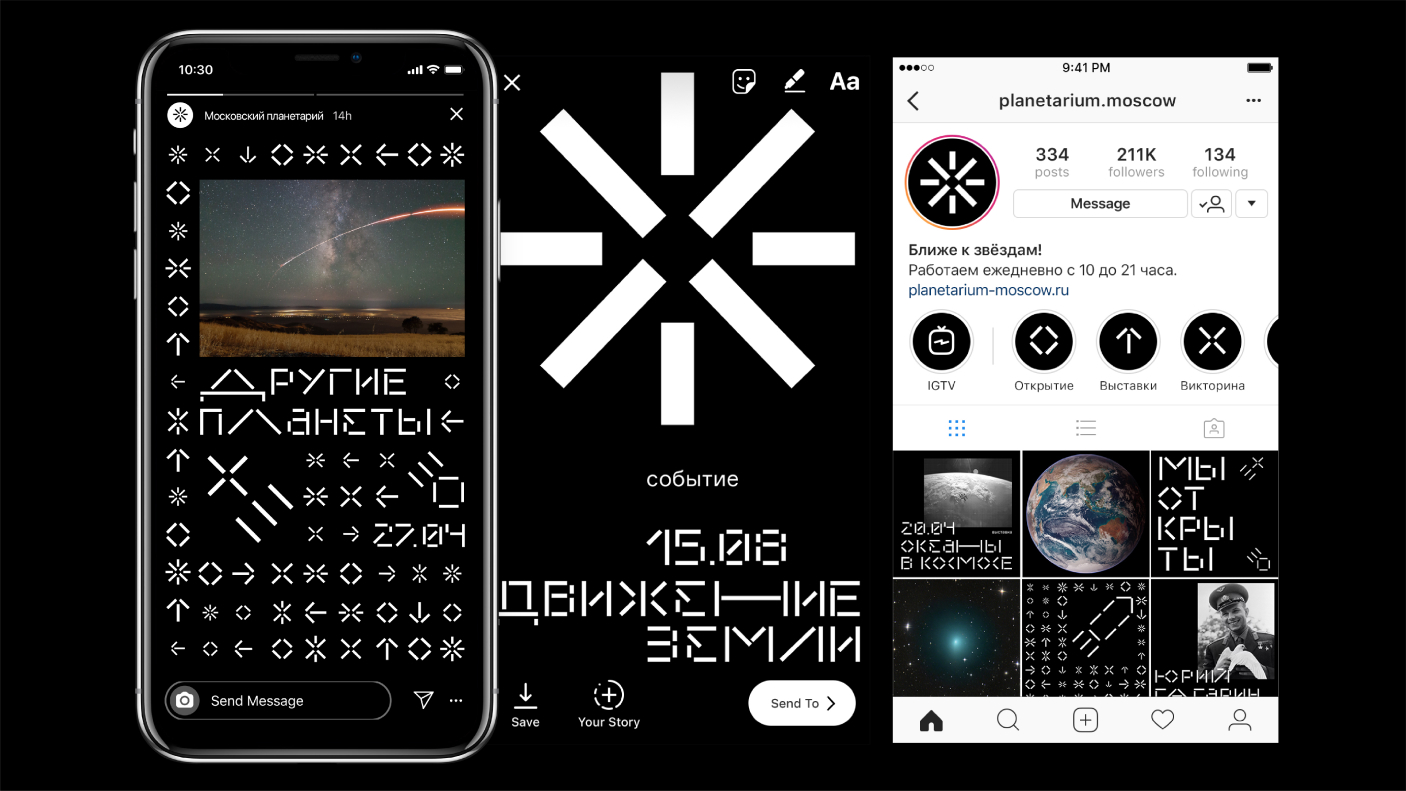 10:30
Московский планетарий 14h
ДРУГИЕ
ПЛАНЕТЫ
27.04
Send Message
Aa
событие
15.08
ДВИЖЕНИЕ
ЗЕМЛИ
Save
Your Story
Send To
9:41 PM
planetarium.moscow
334
posts
211K
followers
134
following
Message
Ближе к звёздам!
Работаем ежедневно с 10 до 21 часа.
planetarium-moscow.ru
IGTV
Открытие
Выставки
Викторина
20.04
выставки
ОКЕАНЫ
В КОСМОСЕ
МЫ
ОТ
КРЫ
ТЫ
ЮРИЙ
ГАГАРИН